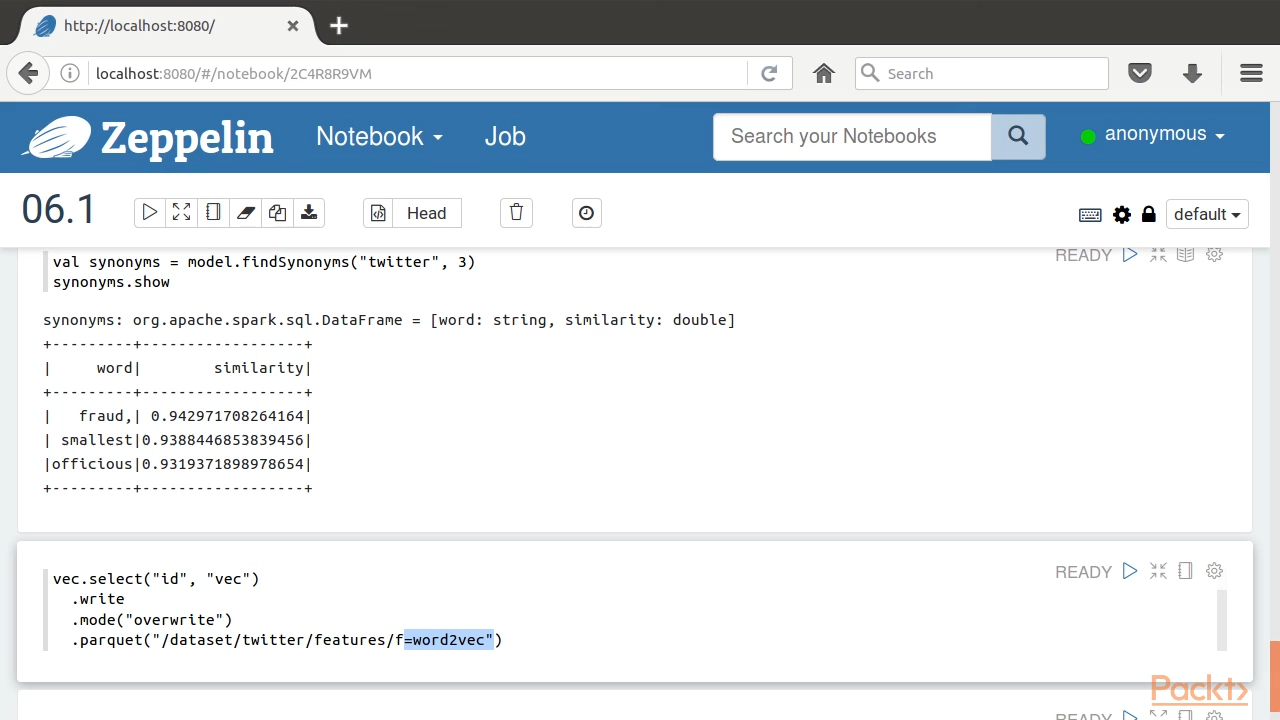 http://localhost:8080/
localhost:8080/#/notebook/2C4R8R9VM
Search
Zeppelin
Notebook
Job
Search your Notebooks
anonymous
06.1
Head
default
val synonyms = model.findSynonyms("twitter", 3)
READY
synonyms.show
synonyms: org.apache.spark.sql.DataFrame = [word: string, similarity: double]
+---------+------------------+
|     word|        similarity|
+---------+------------------+
|   fraud,| 0.942971708264164|
| smallest|0.9388446853839456|
|officious|0.9319371898978654|
+---------+------------------+
vec.select("id", "vec")
READY
  .write
  .mode("overwrite")
  .parquet("/dataset/twitter/features/f=word2vec")
Packt>
READY